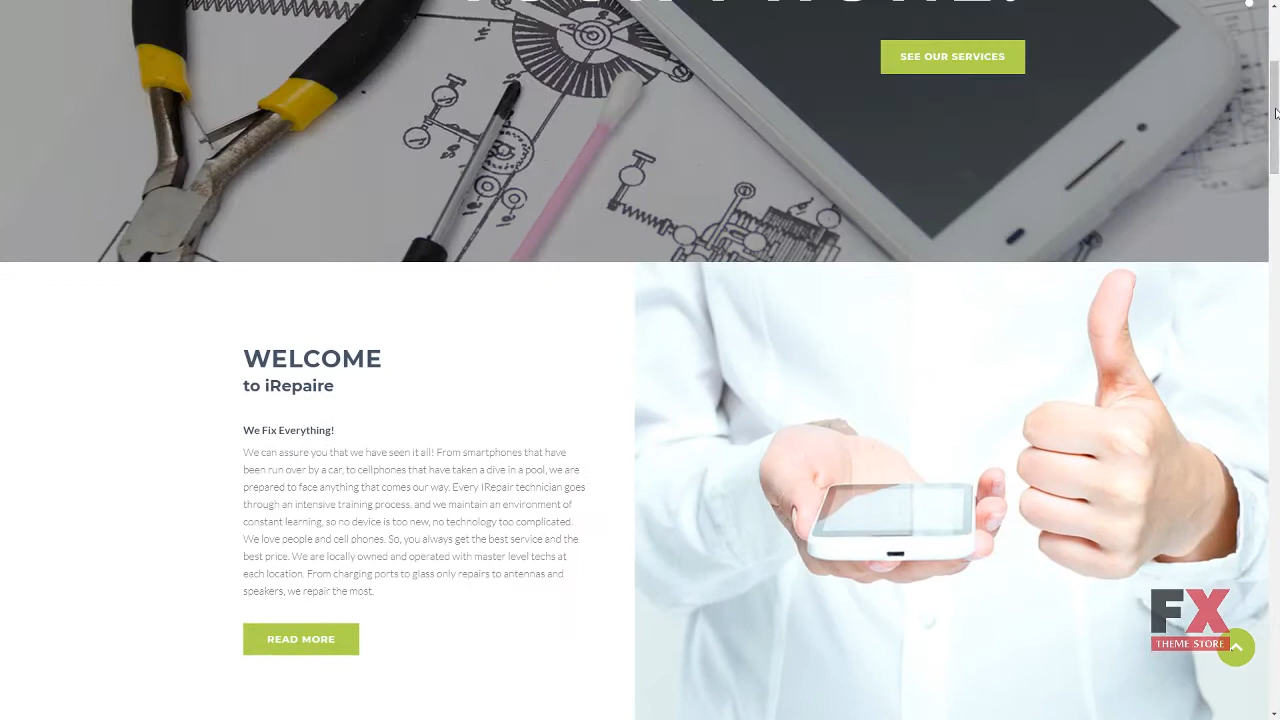 SEE OUR SERVICES
WELCOME
to iRepaire
We Fix Everything!
We can assure you that we have seen it all! From smartphones that have
been run over by a car, to cellphones that have taken a dive in a pool, we are
prepared to face anything that comes our way. Every IRepair technician goes
through an intensive training process, and we maintain an environment of
constant learning, so no device is too new, no technology too complicated.
We love people and cell phones. So, you always get the best service and the
best price. We are locally owned and operated with master level techs at
each location. From charging ports to glass only repairs to antennas and
speakers, we repair the most.
READ MORE
FX
THEME STORE